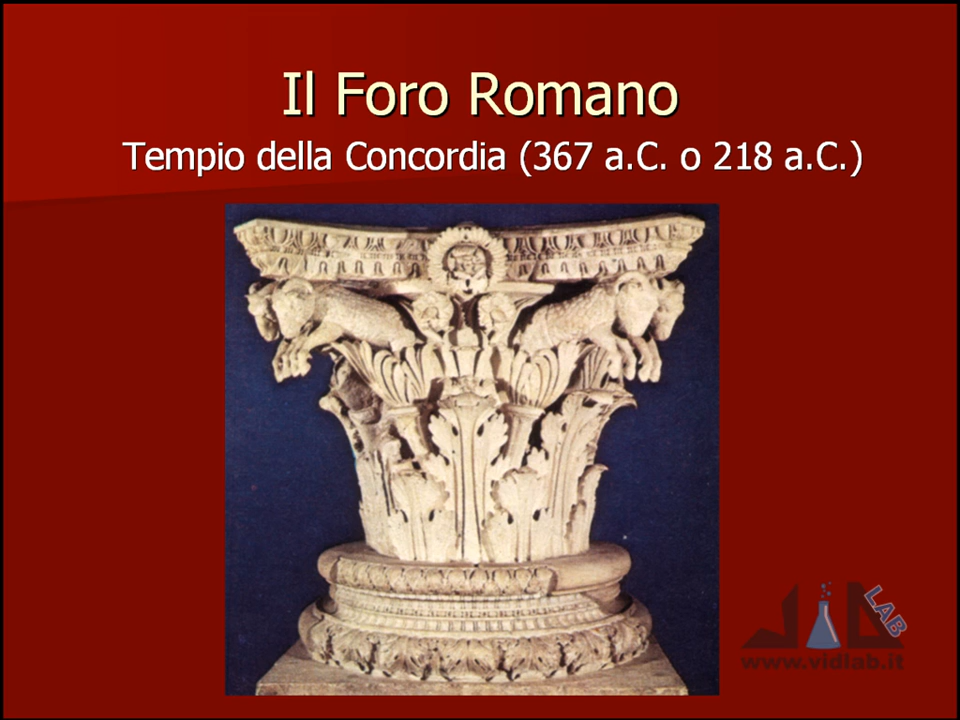 Il Foro Romano
Tempio della Concordia (367 a.C. o 218 a.C.)
LAB
www.vidlab.it